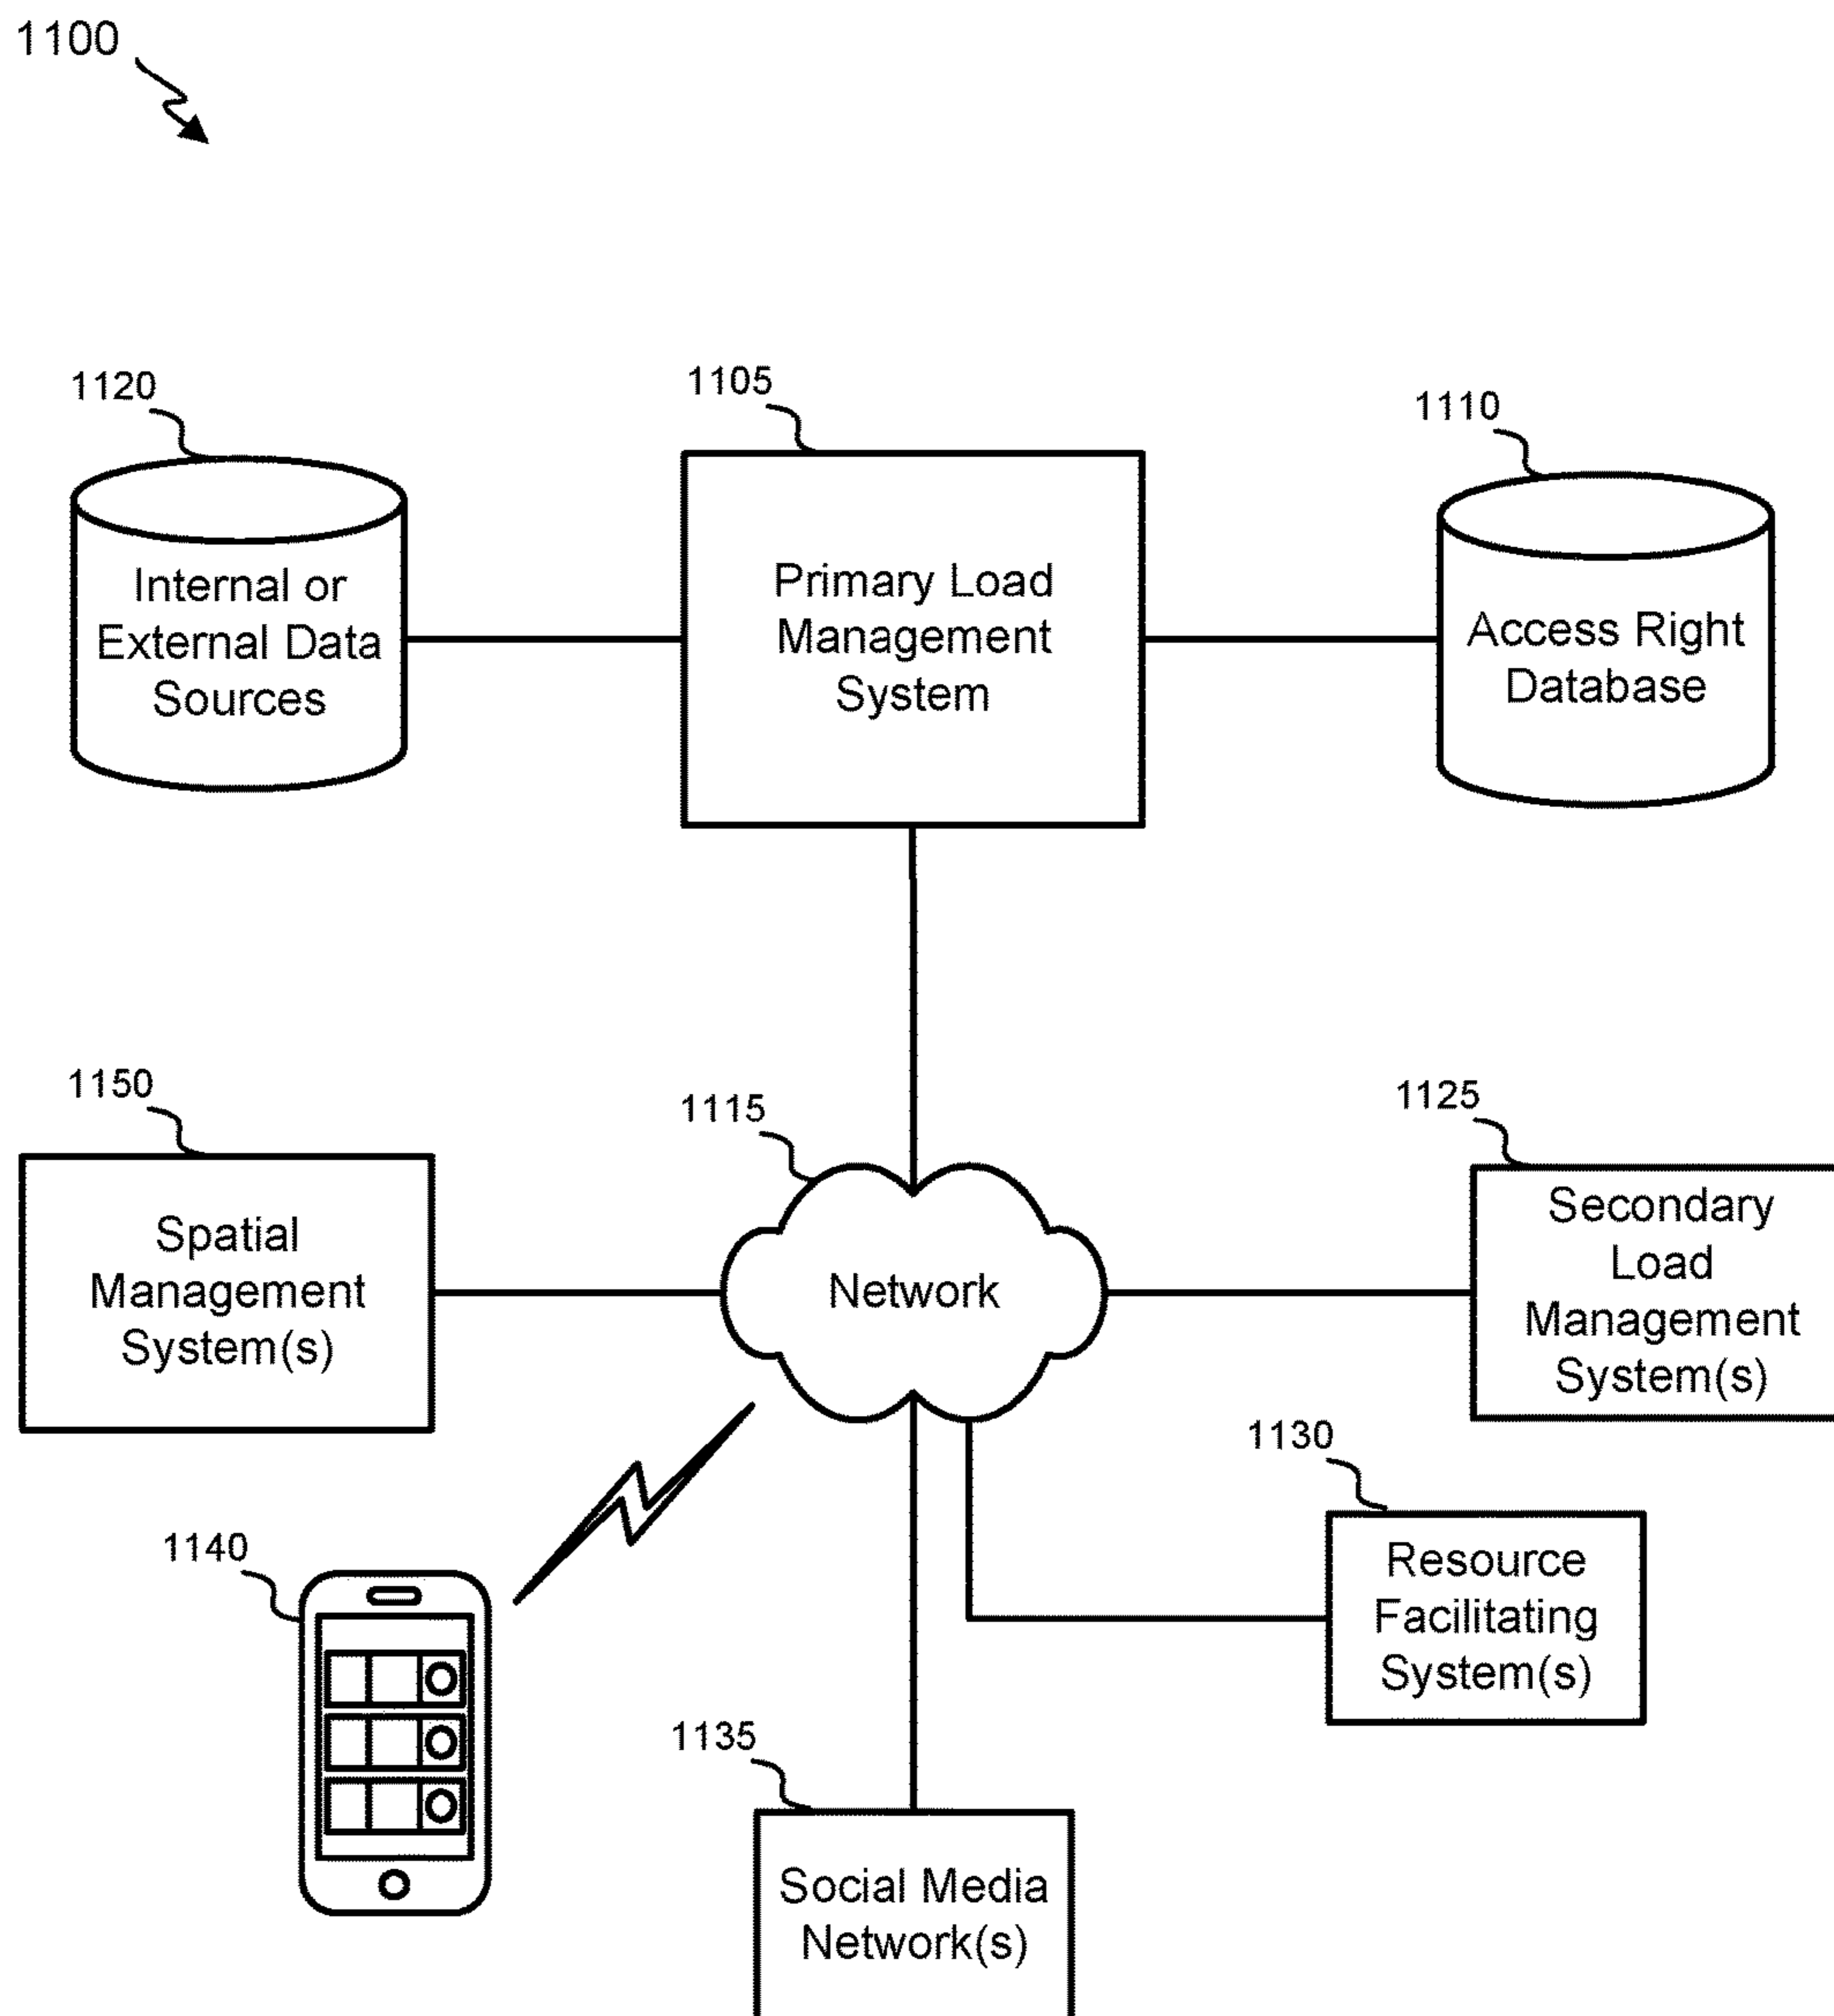 1100
1120
1105
1110
Internal or
External Data
Sources
Primary Load
Management
System
Access Right
Database
1150
1115
1125
Spatial
Management
System(s)
Network
Secondary
Load
Management
System(s)
1130
1140
Resource
Facilitating
System(s)
1135
Social Media
Network(s)